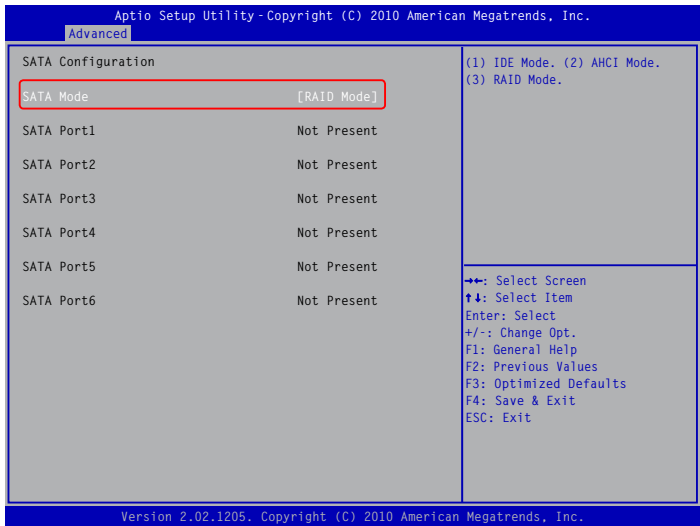 Aptio Setup Utility - Copyright (C) 2010 American Megatrends, Inc.
Advanced
SATA Configuration
SATA Mode [RAID Mode]
SATA Port1 Not Present
SATA Port2 Not Present
SATA Port3 Not Present
SATA Port4 Not Present
SATA Port5 Not Present
SATA Port6 Not Present
(1) IDE Mode. (2) AHCI Mode.
(3) RAID Mode.
→←: Select Screen
↑↓: Select Item
Enter: Select
+/-: Change Opt.
F1: General Help
F2: Previous Values
F3: Optimized Defaults
F4: Save & Exit
ESC: Exit
Version 2.02.1205. Copyright (C) 2010 American Megatrends, Inc.